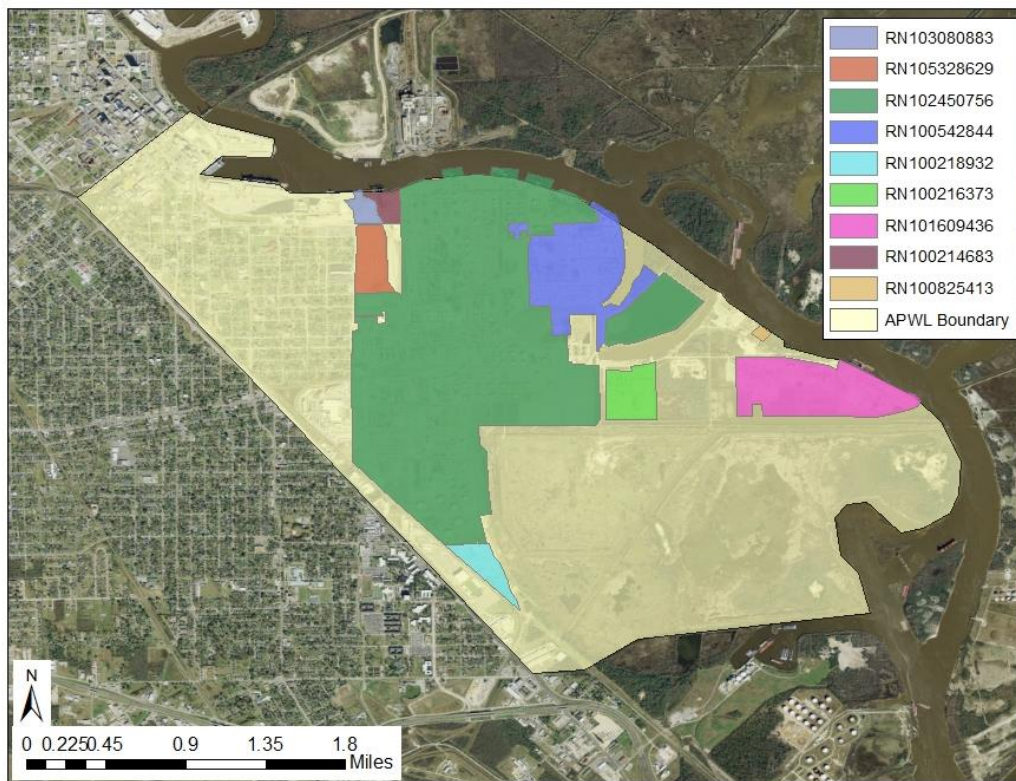 RN103080883
RN105328629
RN102450756
RN100542844
RN100218932
RN100216373
RN101609436
RN100214683
RN100825413
APWL Boundary
N
0 0.2250.45 0.9 1.35 1.8
Miles